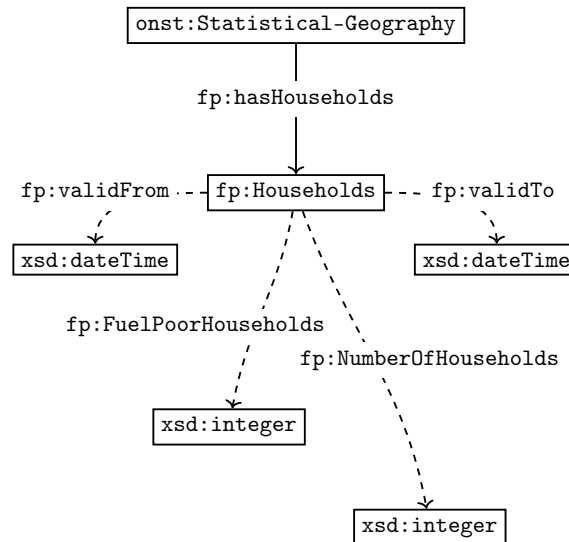 onst:Statistical-Geography
fp:hasHouseholds
fp:validFrom
fp:Households
fp:validTo
xsd:dateTime
xsd:dateTime
fp:FuelPoorHouseholds
fp:NumberOfHouseholds
xsd:integer
xsd:integer